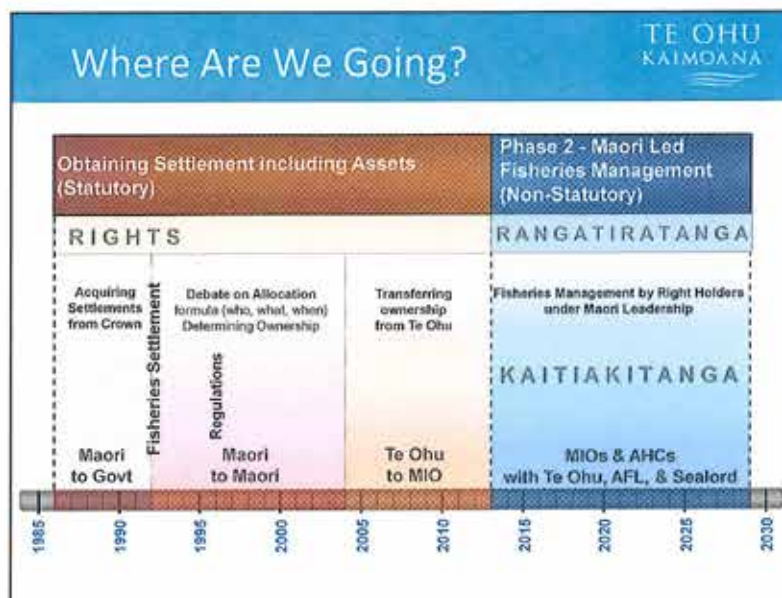 Where Are We Going?
TE OHU
KAIMOANA
Obtaining Settlement including Assets
(Statutory)
Phase 2 - Maori Led
Fisheries Management
(Non-Statutory)
RIGHTS
RANGATIRATANGA
Acquiring
Settlements
from Crown
Fisheries Settlement
Debate on Allocation
formula (who, what, when)
Determining Ownership
Regulations
Transferring
ownership
from Te Ohu
Fisheries Management by Right Holders
under Maori Leadership
KAITIAKITANGA
Maori
to Govt
Maori
to Maori
Te Ohu
to MIO
MIOs & AHCs
with Te Ohu, AFL, & Sealord
1985
1990
1995
2000
2005
2010
2015
2020
2025
2030